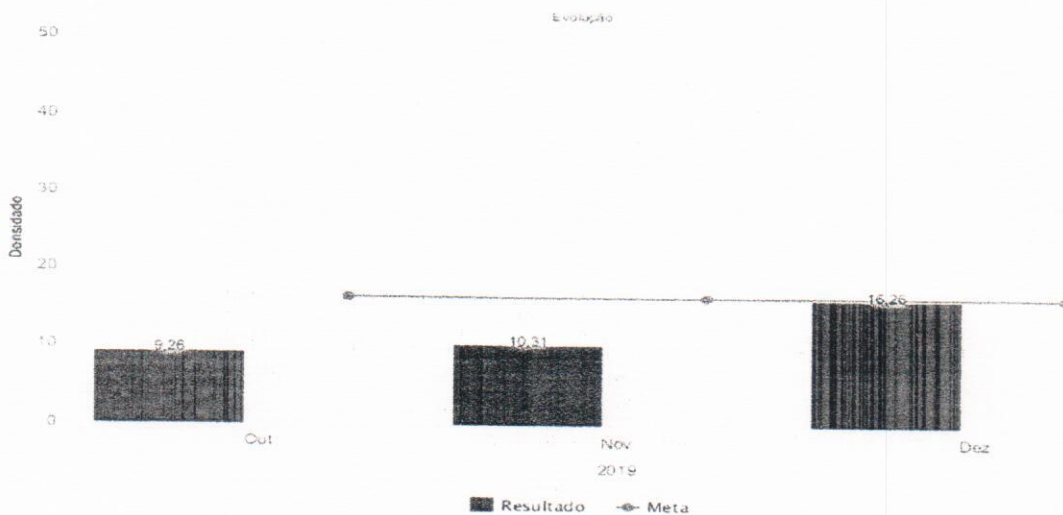 Evolução
50
40
30
20
10
0
Densidade
9,26
10,31
16,26
Out
Nov
Dez
2019
Resultado
Meta